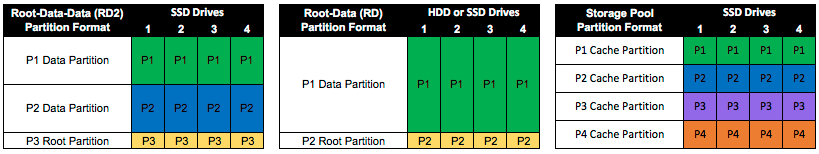 Root-Data-Data (RD2) SSD Drives
Partition Format 1 2 3 4
P1 Data Partition P1 P1 P1 P1
P2 Data Partition P2 P2 P2 P2
P3 Root Partition P3 P3 P3 P3
Root-Data (RD) HDD or SSD Drives
Partition Format 1 2 3 4
P1 Data Partition P1 P1 P1 P1
P2 Root Partition P2 P2 P2 P2
Storage Pool SSD Drives
Partition Format 1 2 3 4
P1 Cache Partition P1 P1 P1 P1
P2 Cache Partition P2 P2 P2 P2
P3 Cache Partition P3 P3 P3 P3
P4 Cache Partition P4 P4 P4 P4